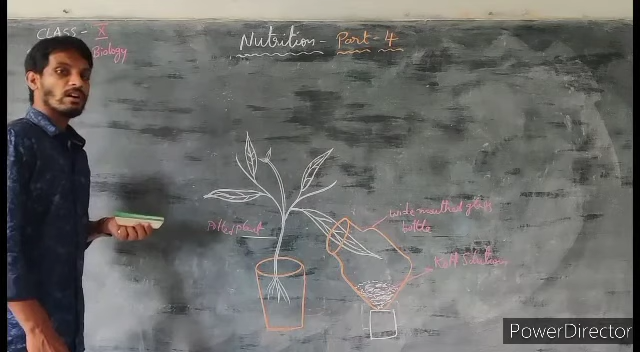 CLASS - X
Biology
Nutrition - Part - 4
Potted plant
wide mouthed glass
bottle
KOH Solution
PowerDirector